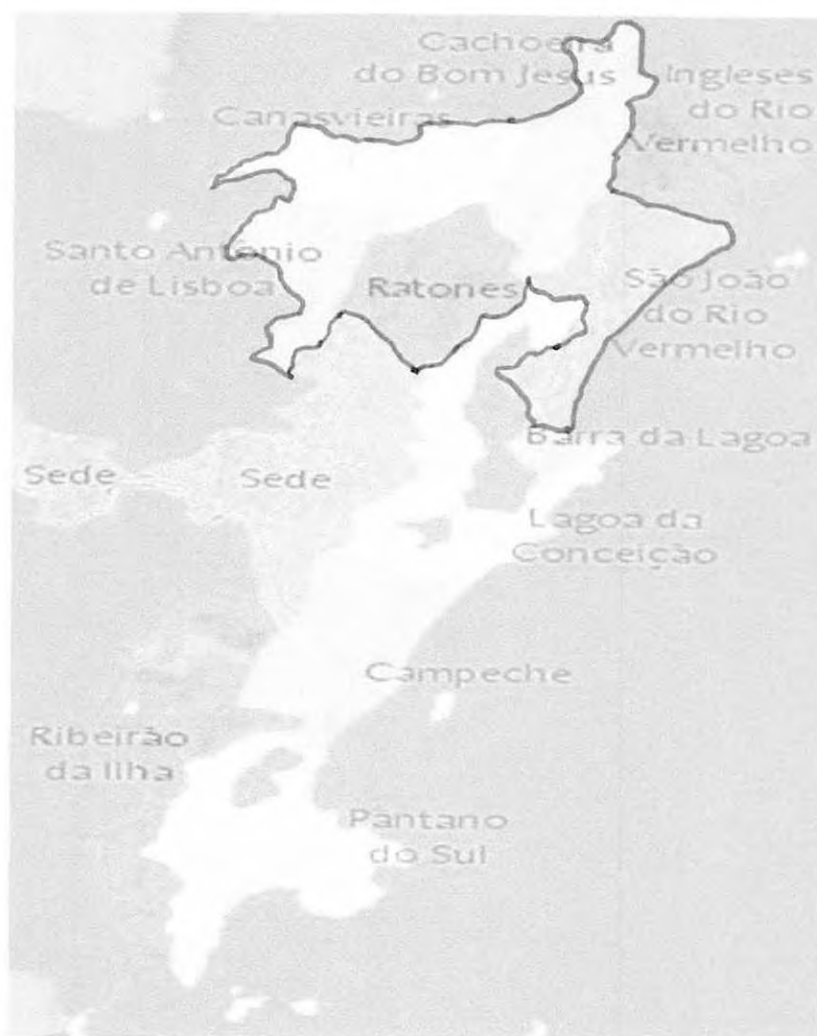 Cachoeira
do Bom Jesus
Ingleses
do Rio
Vermelho
Canasvieiras
Santo Antônio
de Lisboa
Ratones
São João
do Rio
Vermelho
Barra da Lagoa
Sede
Sede
Lagoa da
Conceição
Campeche
Ribeirão
da Ilha
Pântano
do Sul